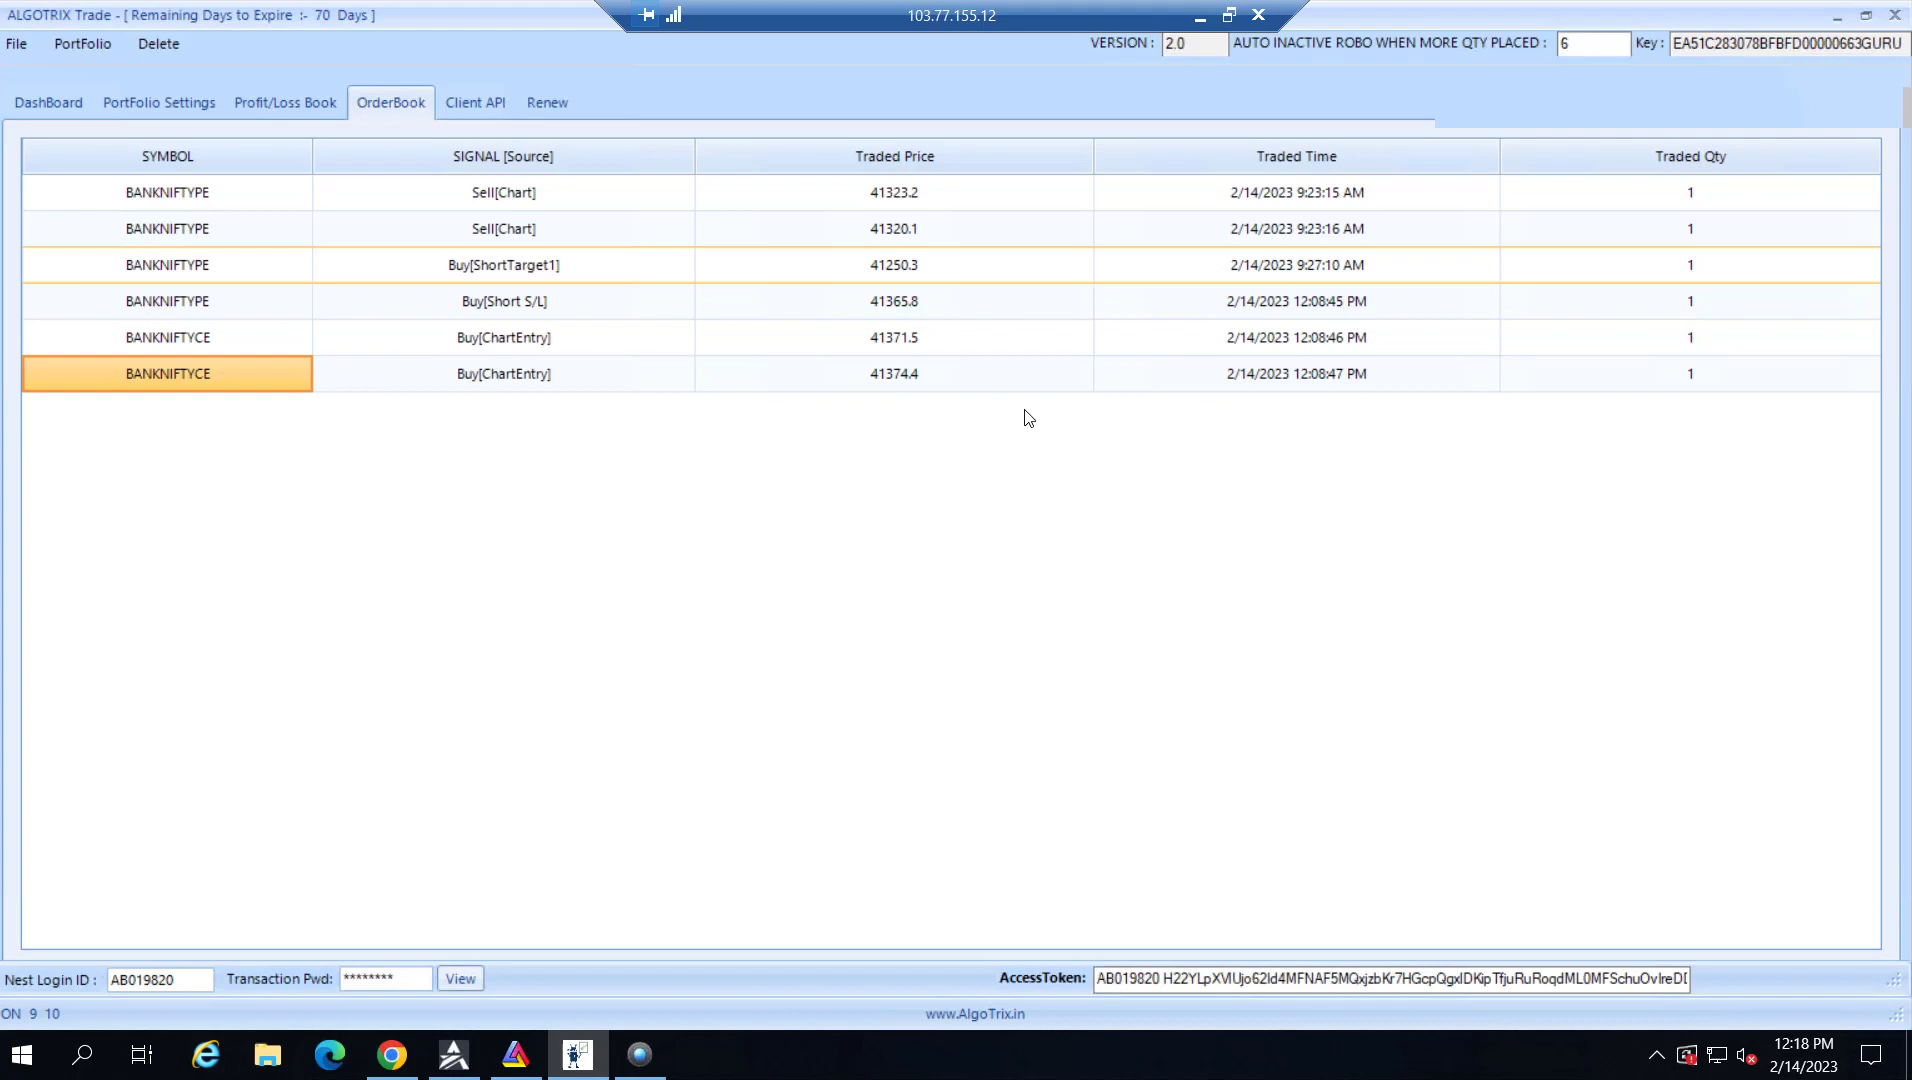 ALGOTRIX Trade - [ Remaining Days to Expire :- 70 Days ]
103.77.155.12
File PortFolio Delete
VERSION : 2.0 AUTO INACTIVE ROBO WHEN MORE QTY PLACED : 6 Key : EA51C283078BFBFD00000663GURU
DashBoard PortFolio Settings Profit/Loss Book OrderBook Client API Renew
SYMBOL SIGNAL [Source] Traded Price Traded Time Traded Qty
BANKNIFTYPE Sell[Chart] 41323.2 2/14/2023 9:23:15 AM 1
BANKNIFTYPE Sell[Chart] 41320.1 2/14/2023 9:23:16 AM 1
BANKNIFTYPE Buy[ShortTarget1] 41250.3 2/14/2023 9:27:10 AM 1
BANKNIFTYPE Buy[Short S/L] 41365.8 2/14/2023 12:08:45 PM 1
BANKNIFTYCE Buy[ChartEntry] 41371.5 2/14/2023 12:08:46 PM 1
BANKNIFTYCE Buy[ChartEntry] 41374.4 2/14/2023 12:08:47 PM 1
Nest Login ID : AB019820 Transaction Pwd: ******** View AccessToken: AB019820
ON 9 10 www.AlgoTrix.in
12:18 PM
2/14/2023